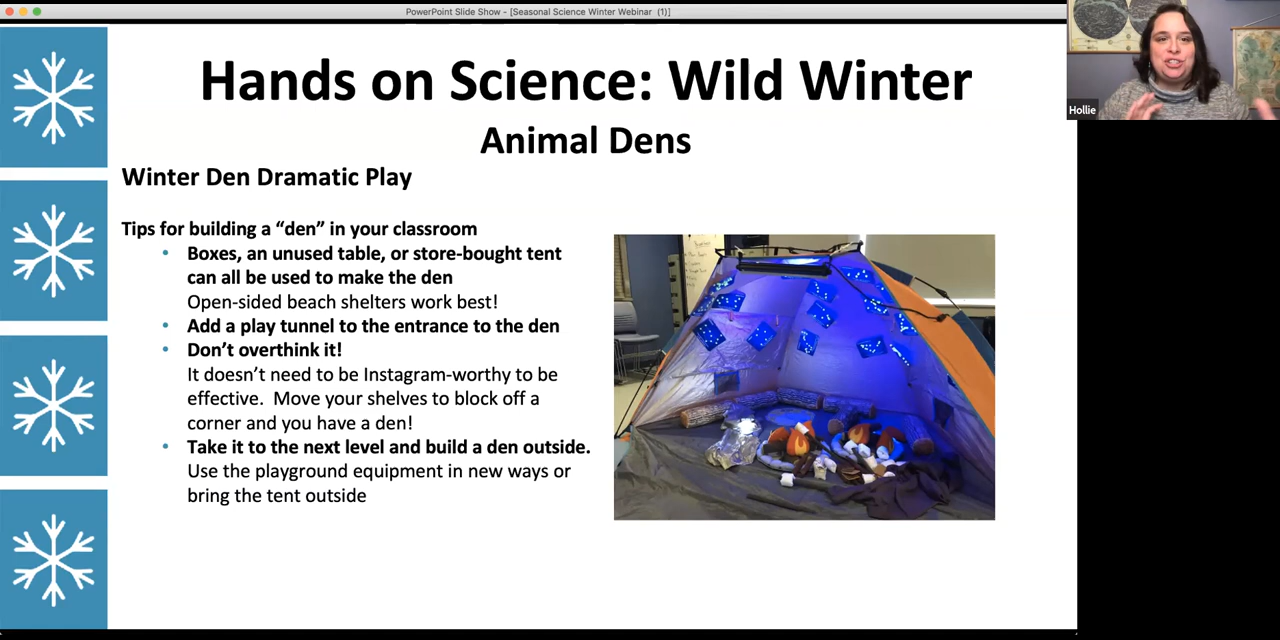 PowerPoint Slide Show - [Seasonal Science Winter Webinar (1)]
Hands on Science: Wild Winter
Animal Dens
Winter Den Dramatic Play
Tips for building a “den” in your classroom
• Boxes, an unused table, or store-bought tent
can all be used to make the den
Open-sided beach shelters work best!
• Add a play tunnel to the entrance to the den
• Don’t overthink it!
It doesn’t need to be Instagram-worthy to be
effective.  Move your shelves to block off a
corner and you have a den!
• Take it to the next level and build a den outside.
Use the playground equipment in new ways or
bring the tent outside
Hollie